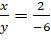 x/y = 2/-6